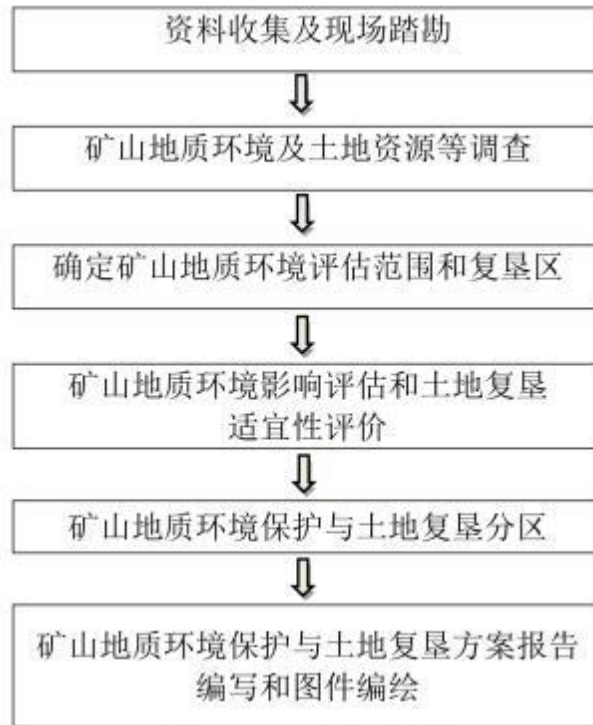 资料收集及现场踏勘
矿山地质环境及土地资源等调查
确定矿山地质环境评估范围和复垦区
矿山地质环境影响评估和土地复垦
适宜性评价
矿山地质环境保护与土地复垦分区
矿山地质环境保护与土地复垦方案报告
编写和图件编绘